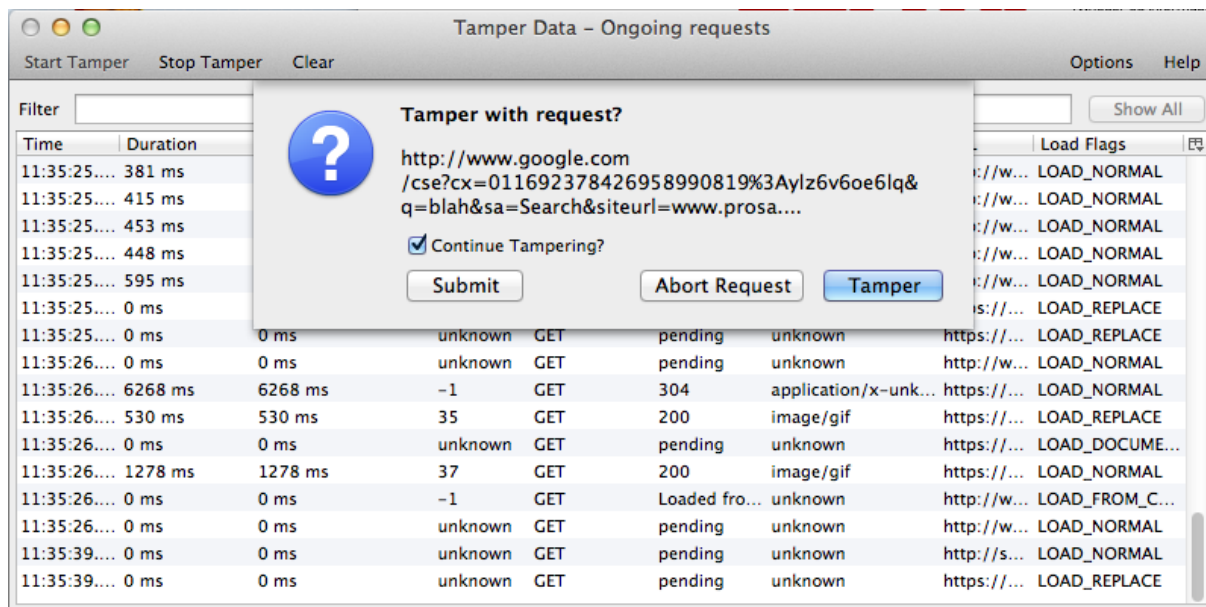 Tamper Data – Ongoing requests
Start Tamper Stop Tamper Clear Options Help
Filter Show All
Tamper with request?
http://www.google.com
/cse?cx=011692378426958990819%3Aylz6v6oe6lq&
q=blah&sa=Search&siteurl=www.prosa....
Continue Tampering?
Submit Abort Request Tamper
Time Duration Load Flags
11:35:25.... 381 ms ://w... LOAD_NORMAL
11:35:25.... 415 ms ://w... LOAD_NORMAL
11:35:25.... 453 ms ://w... LOAD_NORMAL
11:35:25.... 448 ms ://w... LOAD_NORMAL
11:35:25.... 595 ms ://w... LOAD_NORMAL
11:35:25.... 0 ms s://... LOAD_REPLACE
11:35:25.... 0 ms 0 ms unknown GET pending unknown https://... LOAD_REPLACE
11:35:26.... 0 ms 0 ms unknown GET pending unknown http://w... LOAD_NORMAL
11:35:26.... 6268 ms 6268 ms -1 GET 304 application/x-unk... https://... LOAD_NORMAL
11:35:26.... 530 ms 530 ms 35 GET 200 image/gif https://... LOAD_REPLACE
11:35:26.... 0 ms 0 ms unknown GET pending unknown https://... LOAD_DOCUME...
11:35:26.... 1278 ms 1278 ms 37 GET 200 image/gif https://... LOAD_NORMAL
11:35:26.... 0 ms 0 ms -1 GET Loaded fro... unknown http://w... LOAD_FROM_C...
11:35:26.... 0 ms 0 ms unknown GET pending unknown http://w... LOAD_NORMAL
11:35:39.... 0 ms 0 ms unknown GET pending unknown http://s... LOAD_NORMAL
11:35:39.... 0 ms 0 ms unknown GET pending unknown https://... LOAD_REPLACE